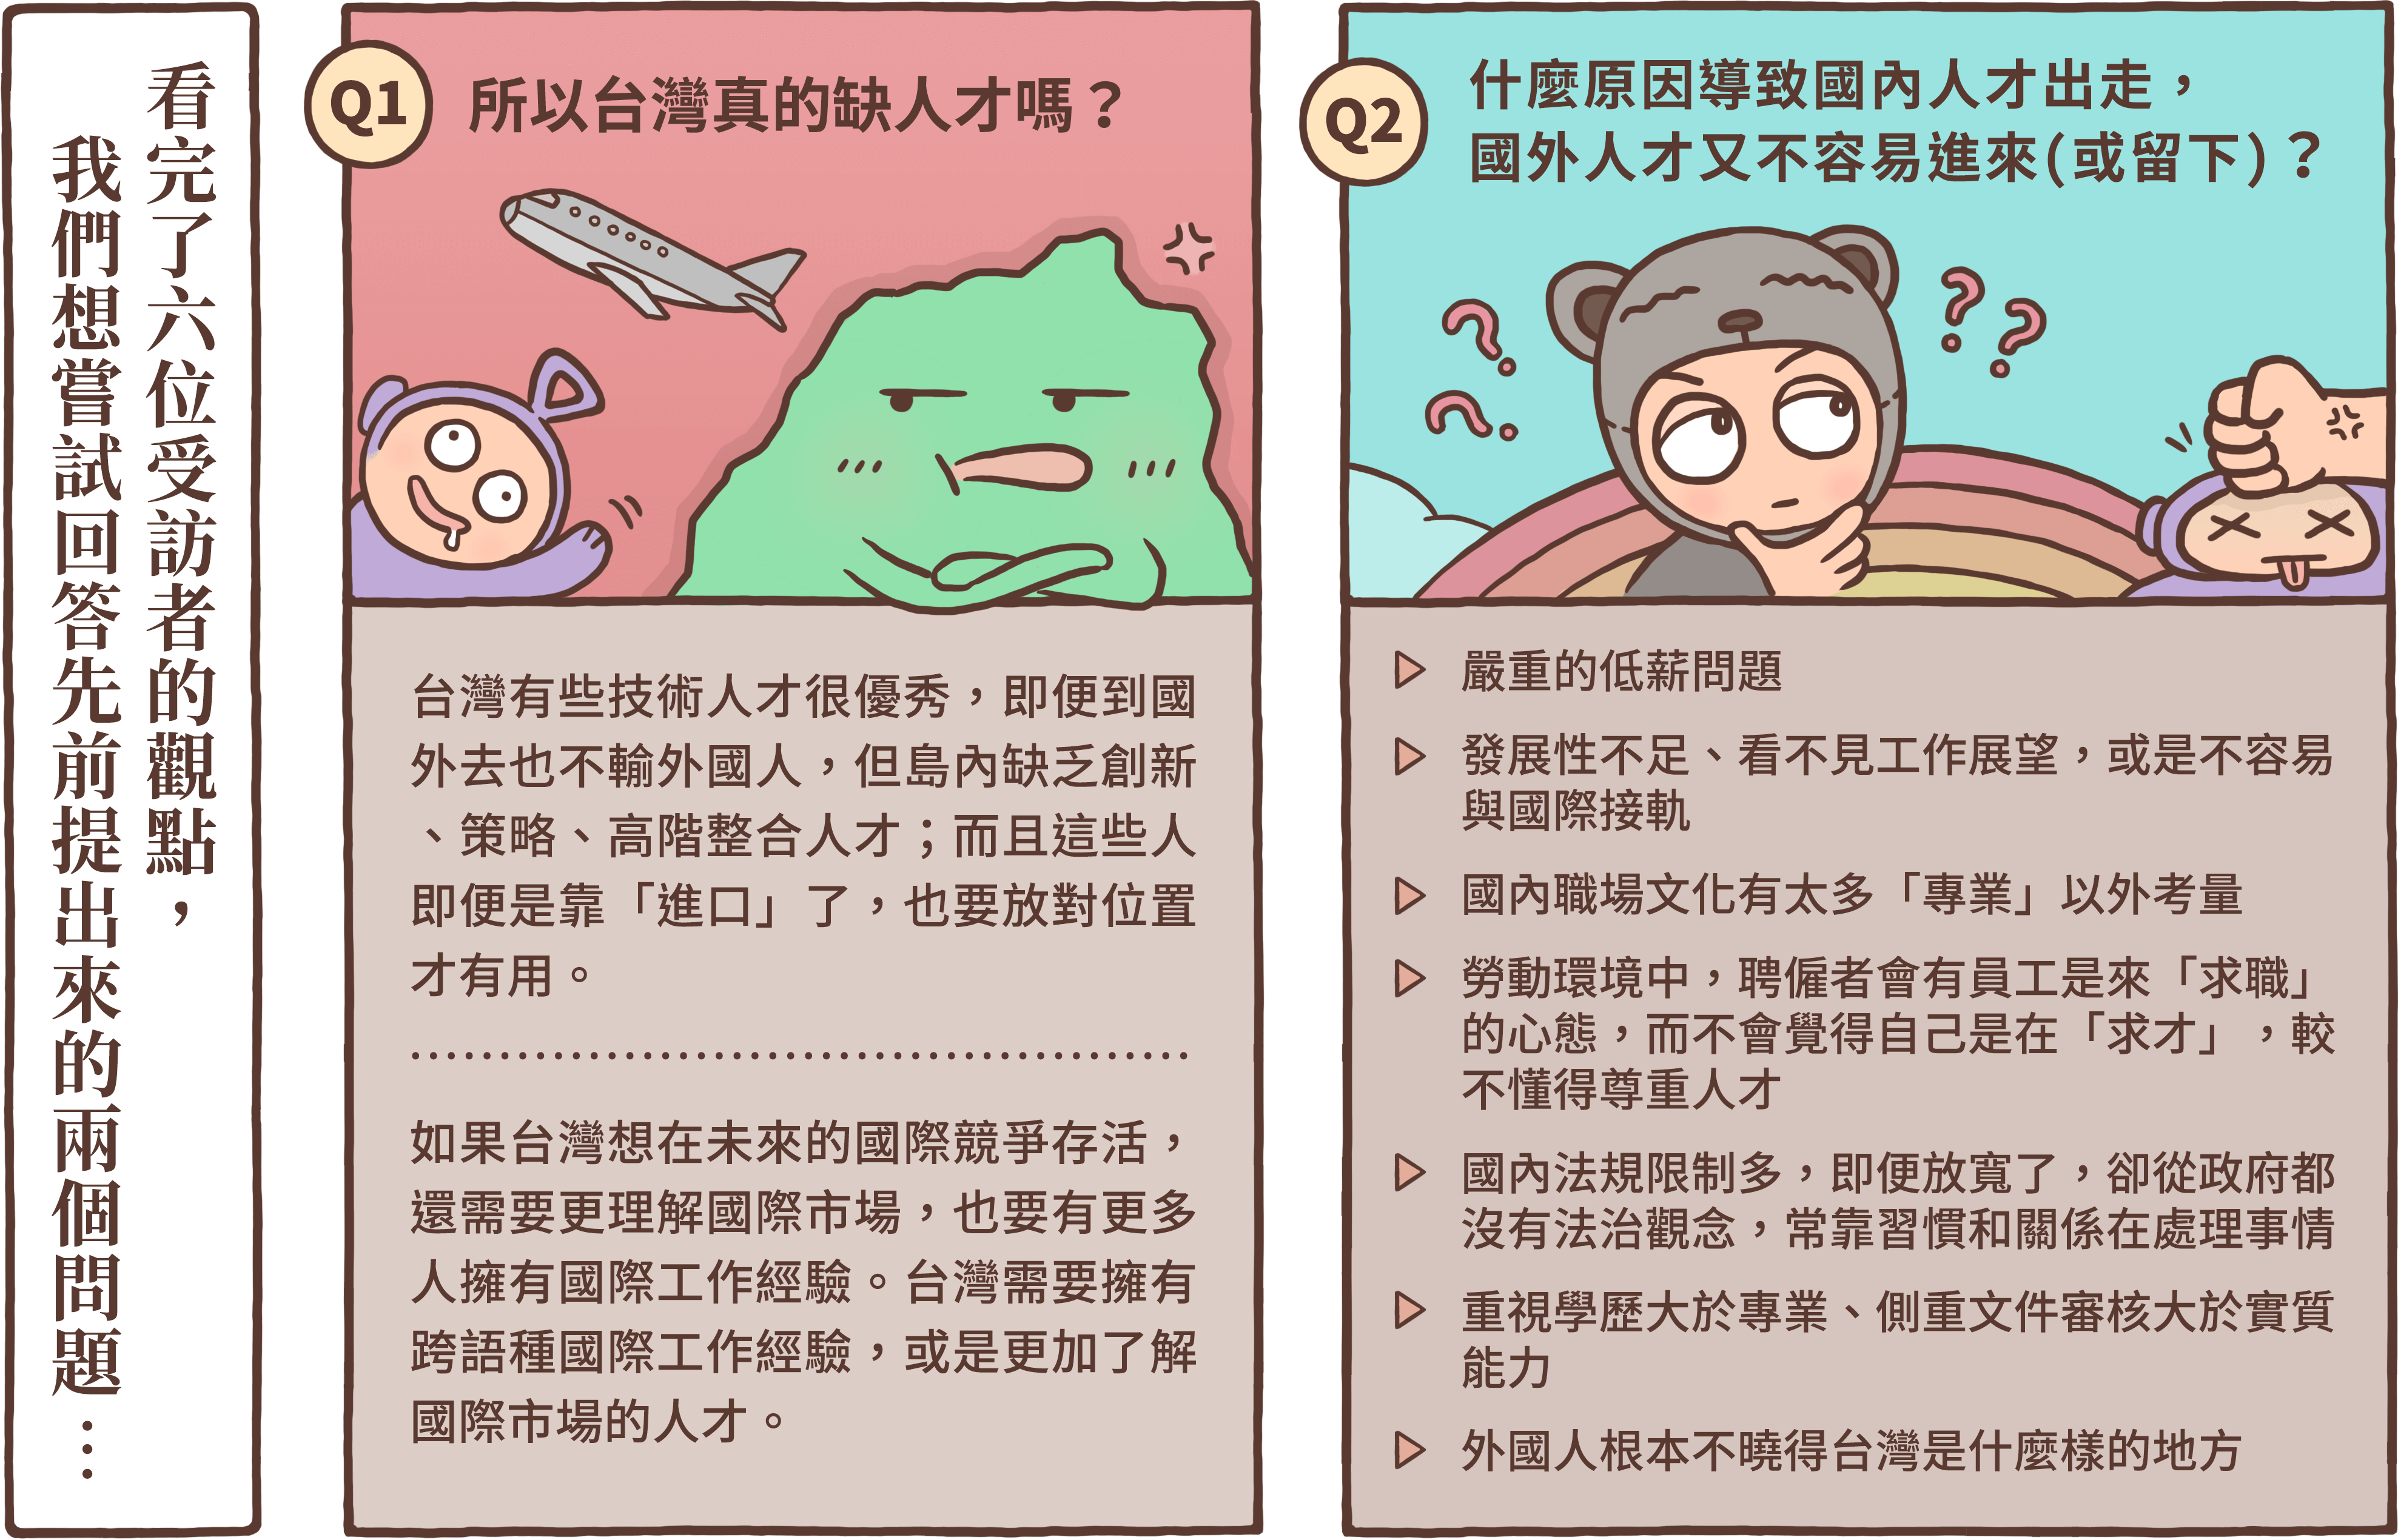 看完了六位受訪者的觀點，
我們想嘗試回答先前提出來的兩個問題…
Q1
所以台灣真的缺人才嗎？
台灣有些技術人才很優秀，即便到國
外去也不輸外國人，但島內缺乏創新
、策略、高階整合人才；而且這些人
即便是靠「進口」了，也要放對位置
才有用。
如果台灣想在未來的國際競爭存活，
還需要更理解國際市場，也要有更多
人擁有國際工作經驗。台灣需要擁有
跨語種國際工作經驗，或是更加了解
國際市場的人才。
Q2
什麼原因導致國內人才出走，
國外人才又不容易進來(或留下)？
嚴重的低薪問題
發展性不足、看不見工作展望，或是不容易
與國際接軌
國內職場文化有太多「專業」以外考量
勞動環境中，聘僱者會有員工是來「求職」
的心態，而不會覺得自己是在「求才」，較
不懂得尊重人才
國內法規限制多，即便放寬了，卻從政府都
沒有法治觀念，常靠習慣和關係在處理事情
重視學歷大於專業、側重文件審核大於實質
能力
外國人根本不曉得台灣是什麼樣的地方